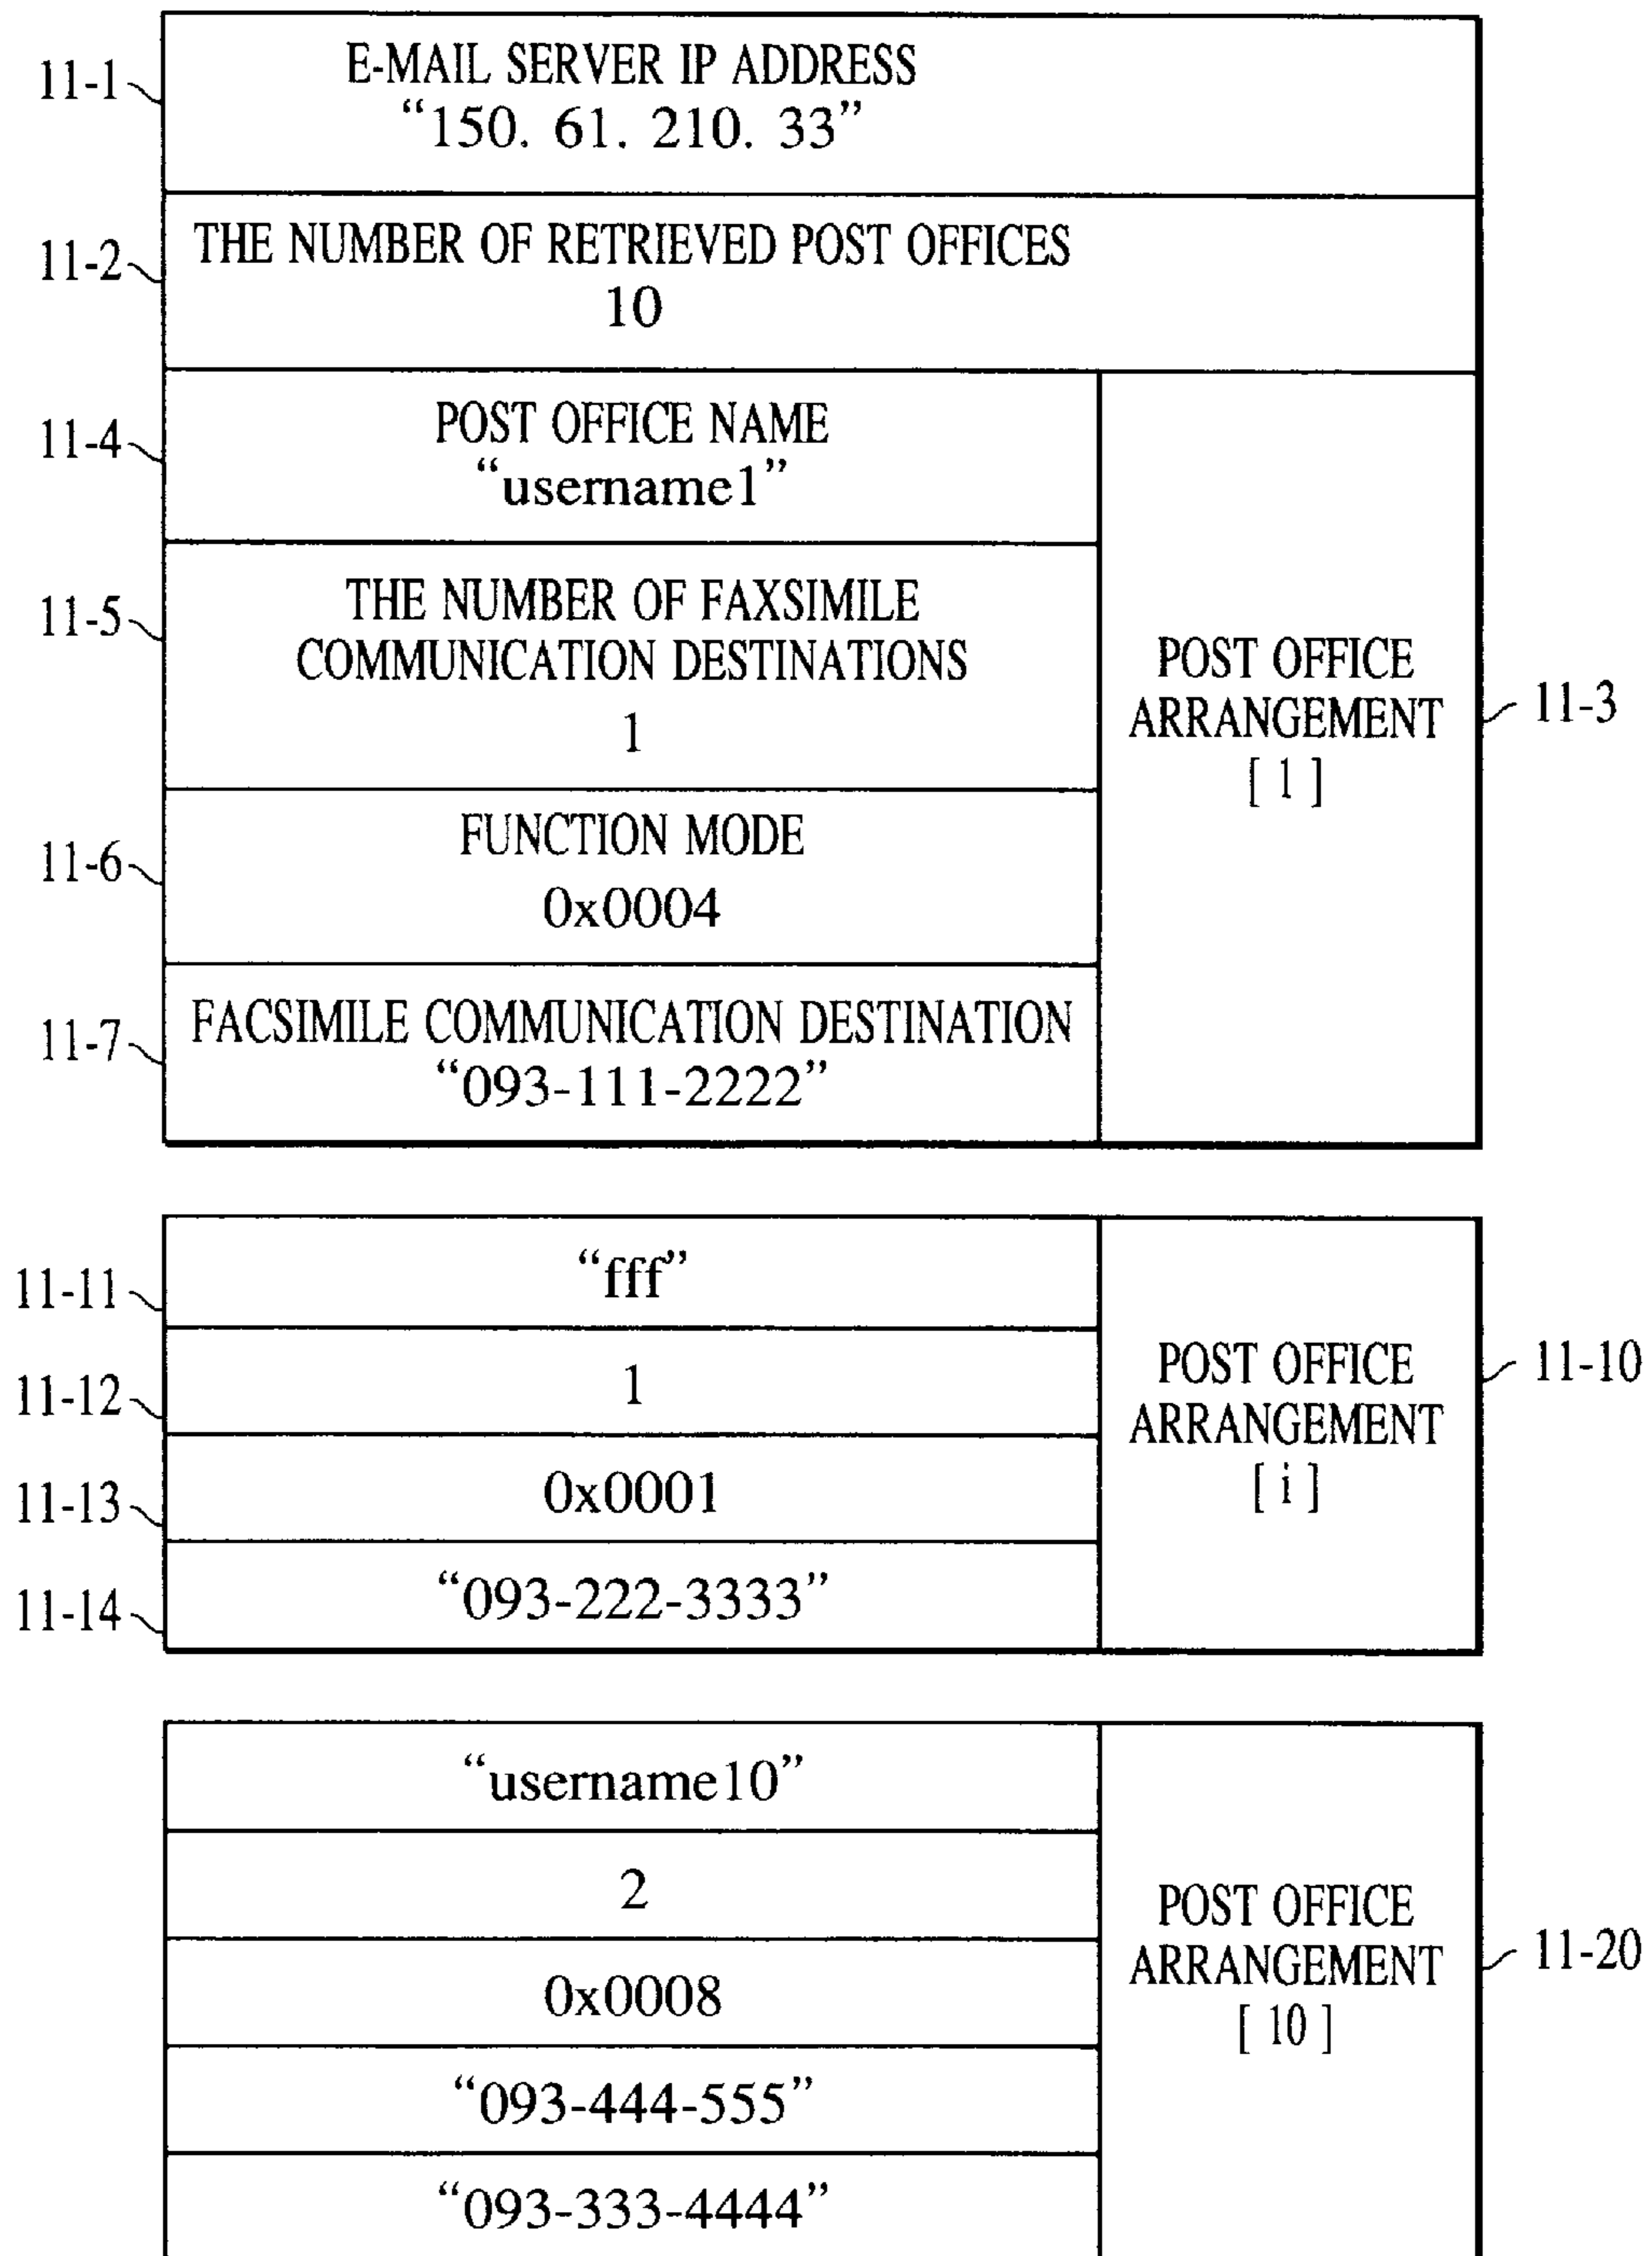 11-1
E-MAIL SERVER IP ADDRESS
“150. 61. 210. 33”
11-2
THE NUMBER OF RETRIEVED POST OFFICES
10
11-4
POST OFFICE NAME
“username1”
11-5
THE NUMBER OF FAXSIMILE
COMMUNICATION DESTINATIONS
1
11-6
FUNCTION MODE
0x0004
11-7
FACSIMILE COMMUNICATION DESTINATION
“093-111-2222”
POST OFFICE
ARRANGEMENT
[ 1 ]
11-3
11-11
“fff”
11-12
1
11-13
0x0001
11-14
“093-222-3333”
POST OFFICE
ARRANGEMENT
[ i ]
11-10
“username10”
2
0x0008
“093-444-555”
“093-333-4444”
POST OFFICE
ARRANGEMENT
[ 10 ]
11-20